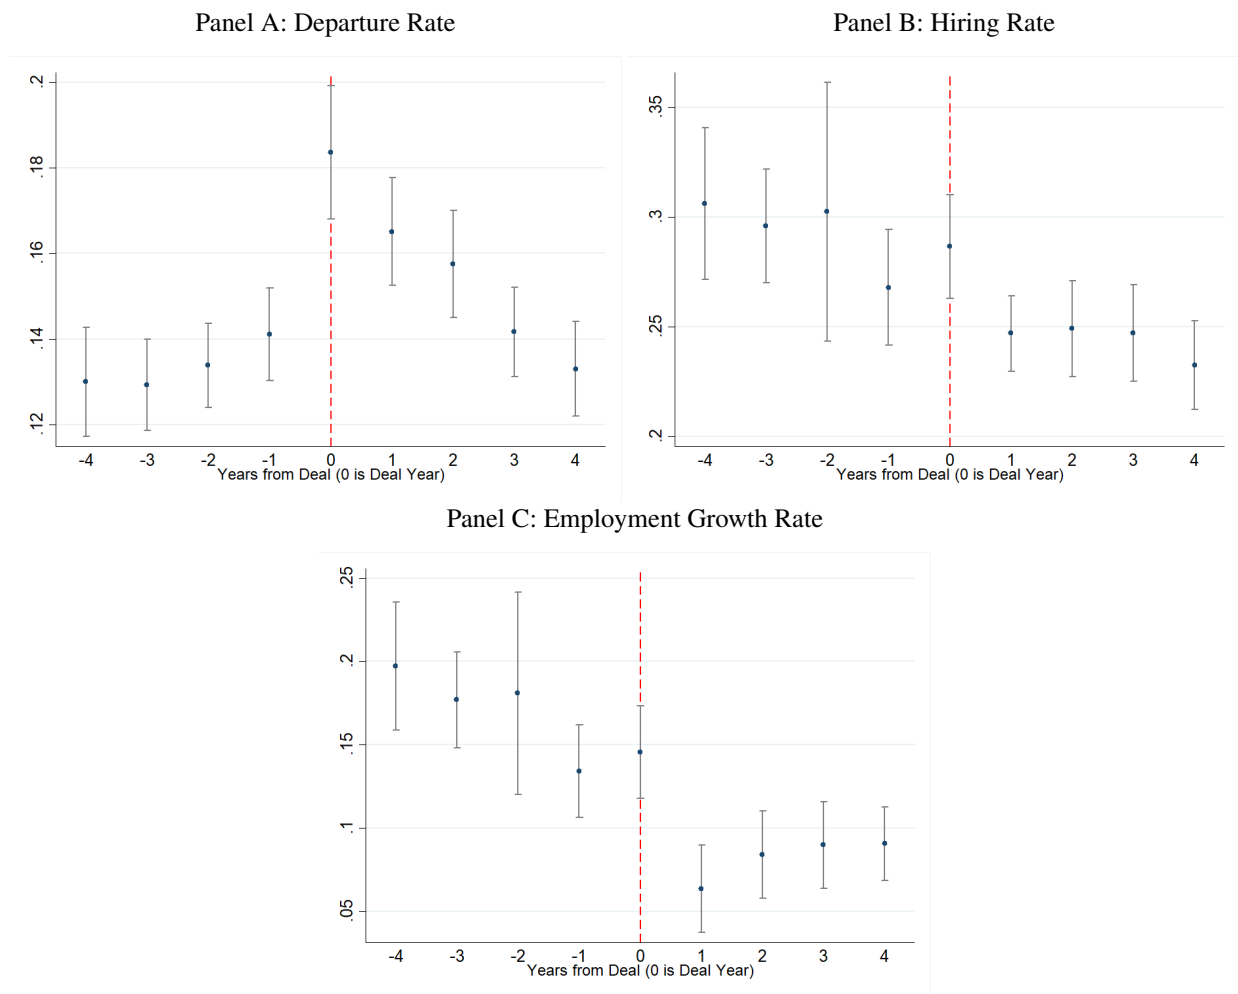 Panel A: Departure Rate
.2
.18
.16
.14
.12
-4 -3 -2 -1 0 1 2 3 4
Years from Deal (0 is Deal Year)
Panel B: Hiring Rate
.35
.3
.25
.2
-4 -3 -2 -1 0 1 2 3 4
Years from Deal (0 is Deal Year)
Panel C: Employment Growth Rate
.25
.2
.15
.1
.05
-4 -3 -2 -1 0 1 2 3 4
Years from Deal (0 is Deal Year)